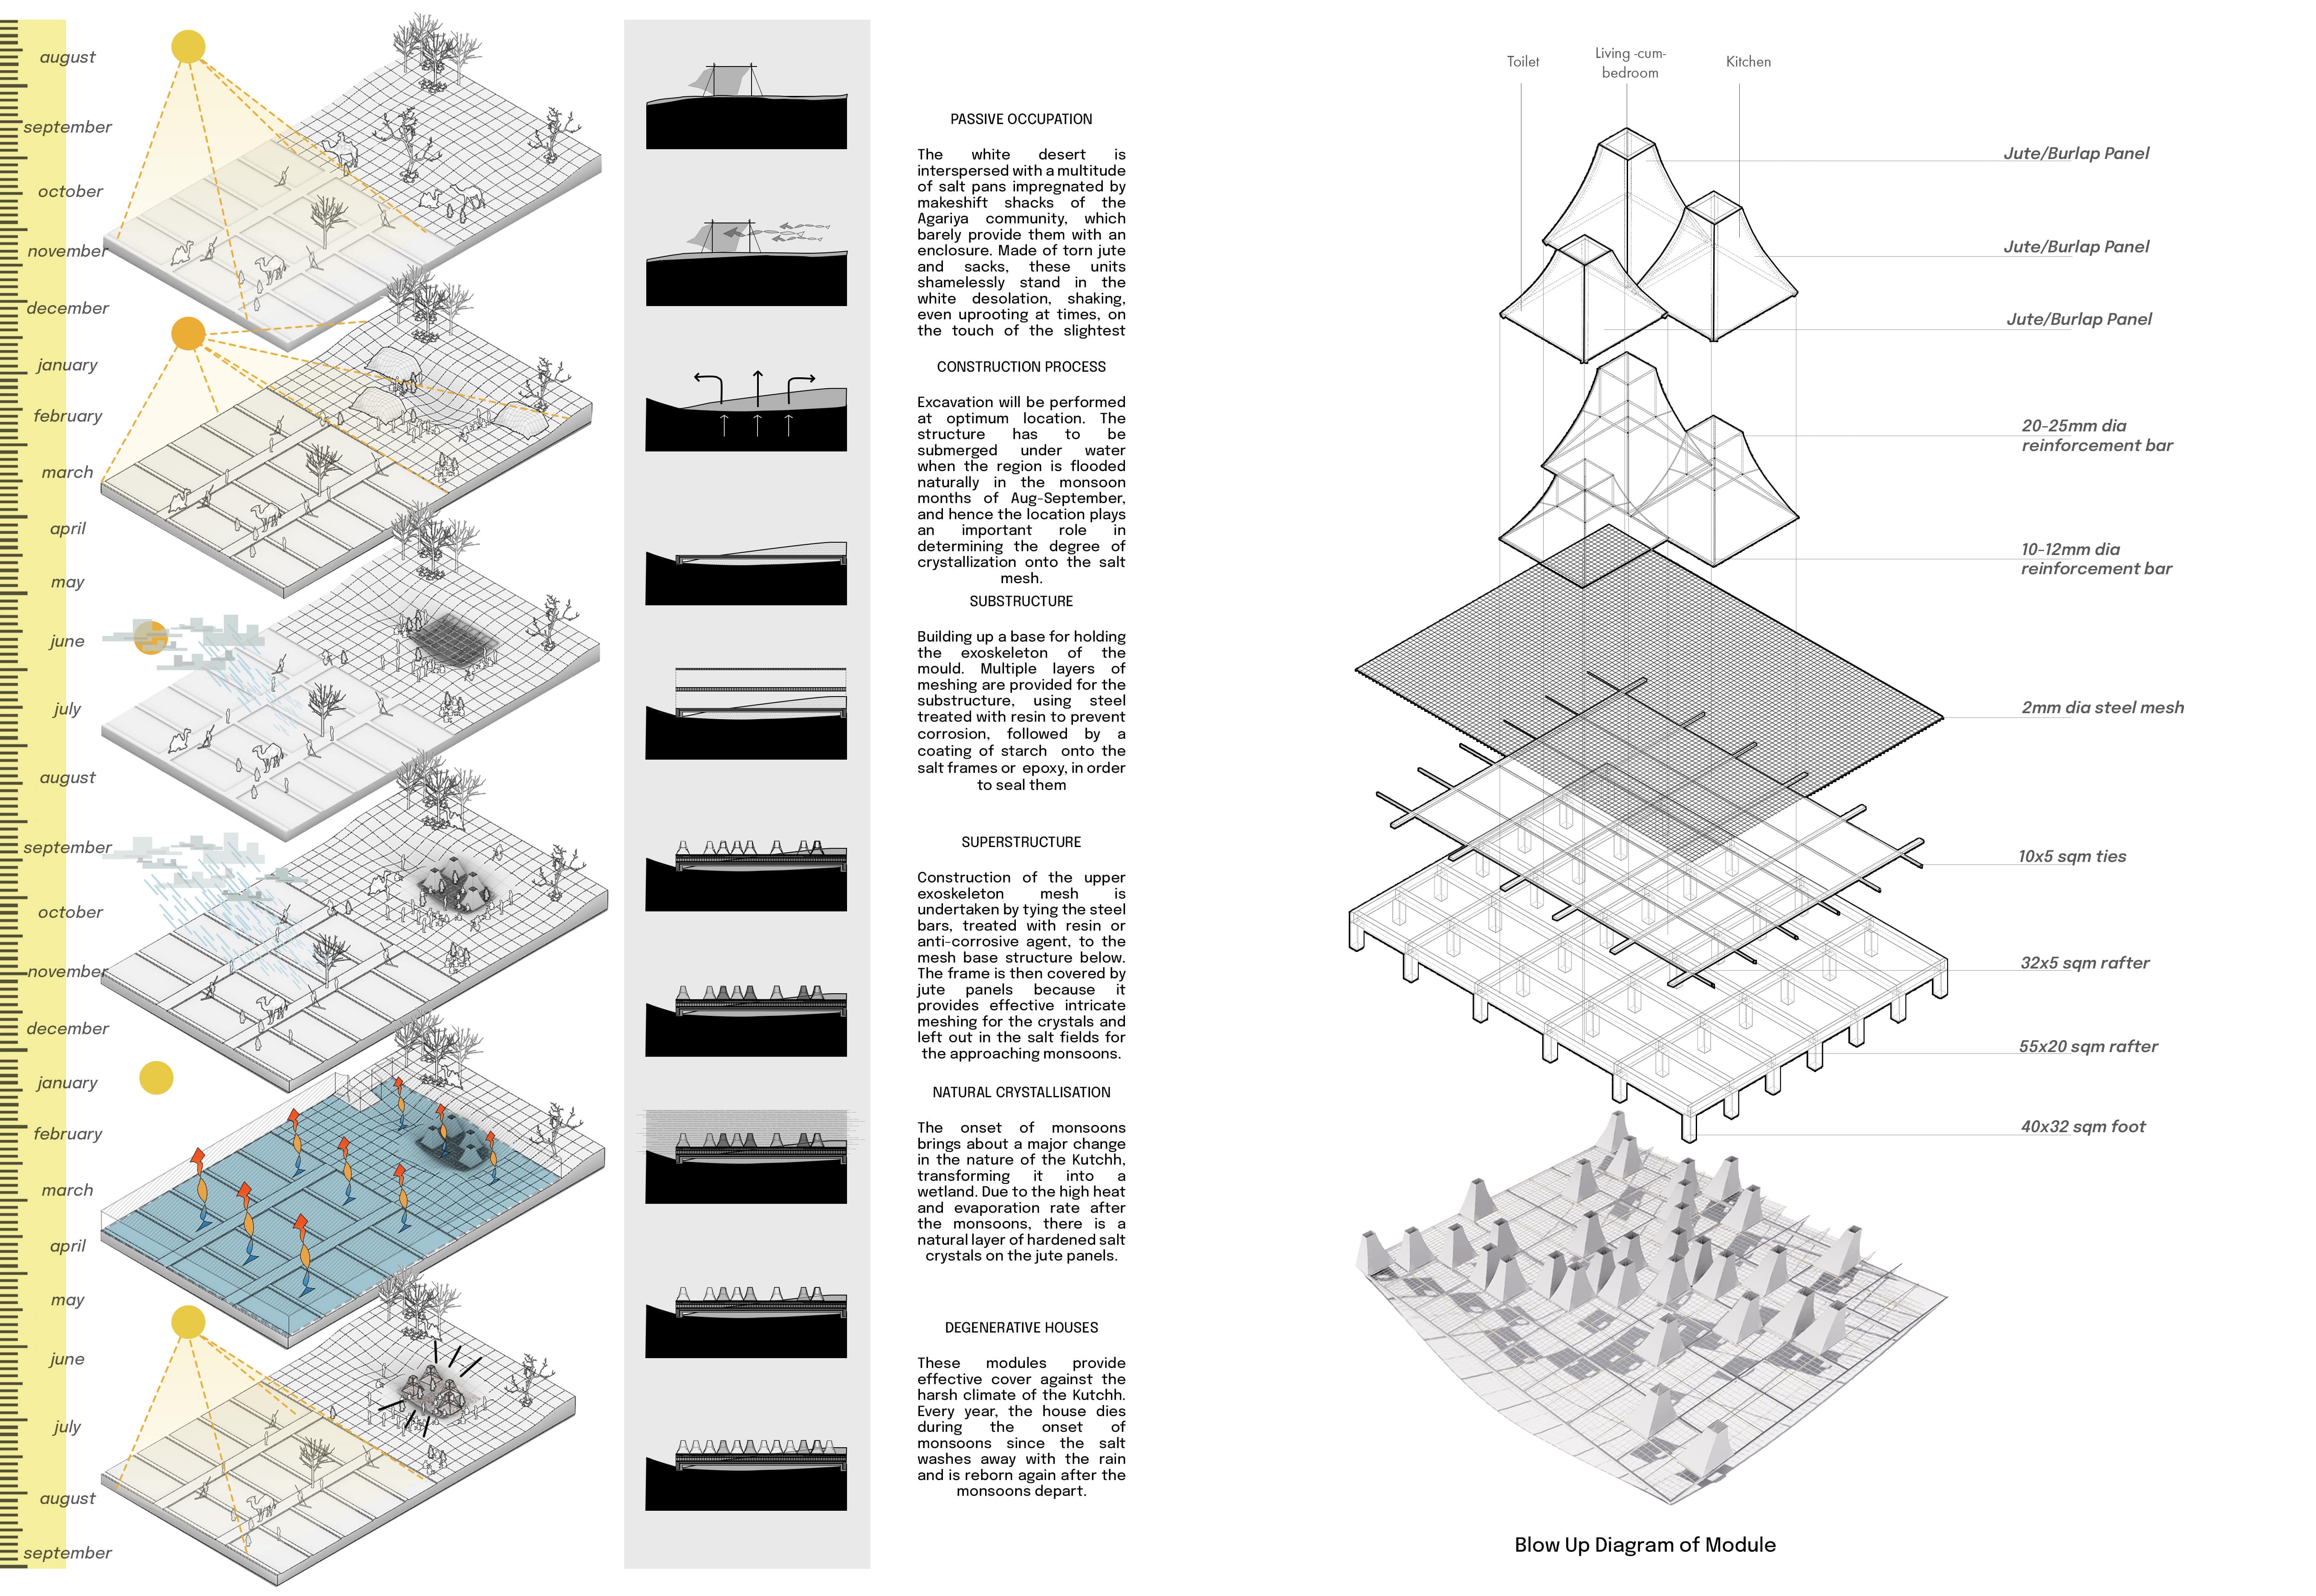 august
september
october
november
december
january
february
march
april
may
june
july
august
september
october
november
december
january
february
march
april
may
june
july
august
september
PASSIVE OCCUPATION
The white desert is
interspersed with a multitude
of salt pans impregnated by
makeshift shacks of the
Agariya community, which
barely provide them with an
enclosure. Made of torn jute
and sacks, these units
shamelessly stand in the
white desolation, shaking,
even uprooting at times, on
the touch of the slightest
CONSTRUCTION PROCESS
Excavation will be performed
at optimum location. The
structure has to be
submerged under water
when the region is flooded
naturally in the monsoon
months of Aug-September,
and hence the location plays
an important role in
determining the degree of
crystallization onto the salt
mesh.
SUBSTRUCTURE
Building up a base for holding
the exoskeleton of the
mould. Multiple layers of
meshing are provided for the
substructure, using steel
treated with resin to prevent
corrosion, followed by a
coating of starch onto the
salt frames or epoxy, in order
to seal them
SUPERSTRUCTURE
Construction of the upper
exoskeleton mesh is
undertaken by tying the steel
bars, treated with resin or
anti-corrosive agent, to the
mesh base structure below.
The frame is then covered by
jute panels because it
provides effective intricate
meshing for the crystals and
left out in the salt fields for
the approaching monsoons.
NATURAL CRYSTALLISATION
The onset of monsoons
brings about a major change
in the nature of the Kutchh,
transforming it into a
wetland. Due to the high heat
and evaporation rate after
the monsoons, there is a
natural layer of hardened salt
crystals on the jute panels.
DEGENERATIVE HOUSES
These modules provide
effective cover against the
harsh climate of the Kutchh.
Every year, the house dies
during the onset of
monsoons since the salt
washes away with the rain
and is reborn again after the
monsoons depart.
Toilet
Living -cum-
bedroom
Kitchen
Jute/Burlap Panel
Jute/Burlap Panel
Jute/Burlap Panel
20-25mm dia
reinforcement bar
10-12mm dia
reinforcement bar
2mm dia steel mesh
10x5 sqm ties
32x5 sqm rafter
55x20 sqm rafter
40x32 sqm foot
Blow Up Diagram of Module